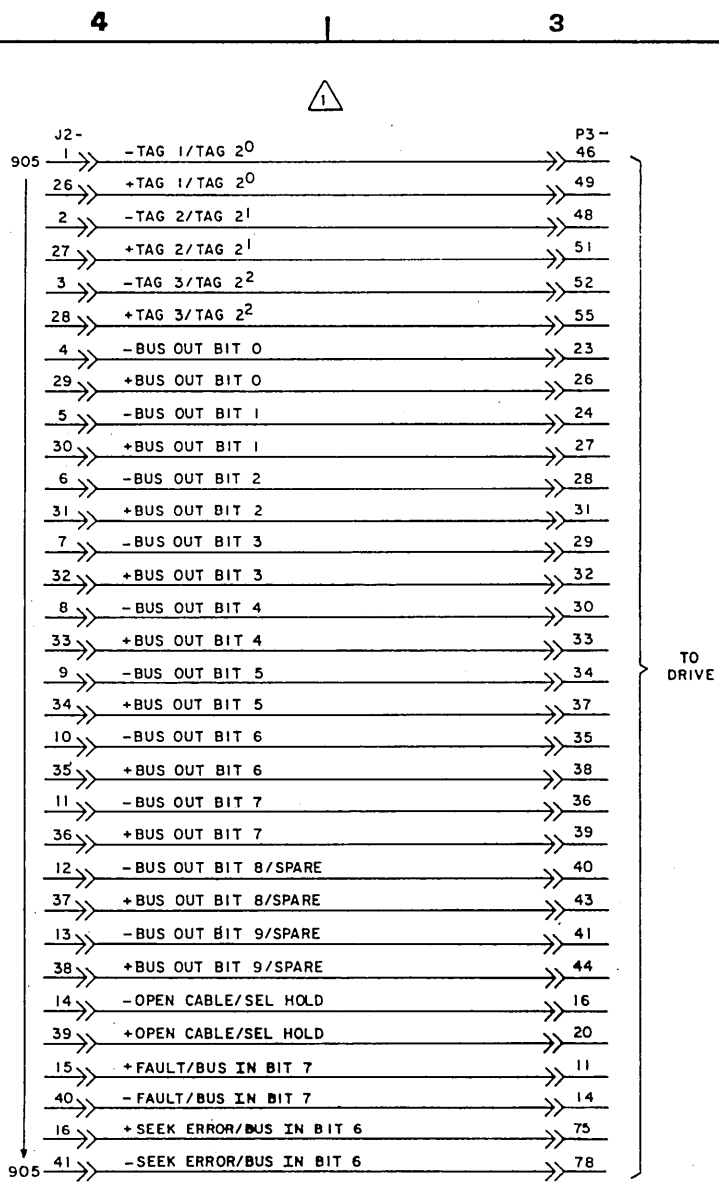 4 3
1
J2- P3-
905 1 -TAG 1/TAG 2⁰ 46
26 +TAG 1/TAG 2⁰ 49
2 -TAG 2/TAG 2¹ 48
27 +TAG 2/TAG 2¹ 51
3 -TAG 3/TAG 2² 52
28 +TAG 3/TAG 2² 55
4 -BUS OUT BIT 0 23
29 +BUS OUT BIT 0 26
5 -BUS OUT BIT 1 24
30 +BUS OUT BIT 1 27
6 -BUS OUT BIT 2 28
31 +BUS OUT BIT 2 31
7 -BUS OUT BIT 3 29
32 +BUS OUT BIT 3 32
8 -BUS OUT BIT 4 30
33 +BUS OUT BIT 4 33
9 -BUS OUT BIT 5 34
TO
DRIVE
34 +BUS OUT BIT 5 37
10 -BUS OUT BIT 6 35
35 +BUS OUT BIT 6 38
11 -BUS OUT BIT 7 36
36 +BUS OUT BIT 7 39
12 -BUS OUT BIT 8/SPARE 40
37 +BUS OUT BIT 8/SPARE 43
13 -BUS OUT BIT 9/SPARE 41
38 +BUS OUT BIT 9/SPARE 44
14 -OPEN CABLE/SEL HOLD 16
39 +OPEN CABLE/SEL HOLD 20
15 +FAULT/BUS IN BIT 7 11
40 -FAULT/BUS IN BIT 7 14
16 +SEEK ERROR/BUS IN BIT 6 75
905 41 -SEEK ERROR/BUS IN BIT 6 78